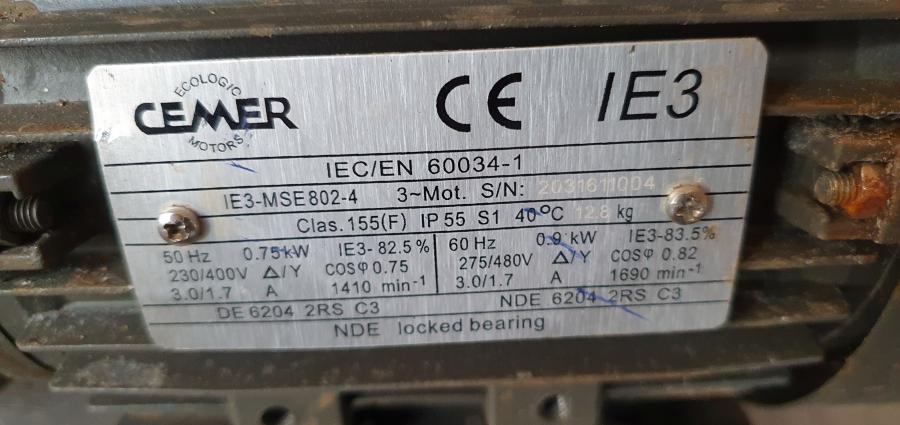 ECOLOGIC
CEMER
MOTORS
CE IE3
IEC/EN 60034-1
IE3-MSE802-4 3~Mot. S/N: 2031611004
Clas. 155(F) IP 55 S1 40°C 12.8 kg
50 Hz 0.75kW IE3- 82.5% 60 Hz 0.9 kW IE3-83.5%
230/400V Δ/Y COSφ 0.75 275/480V Δ/Y COSφ 0.82
3.0/1.7 A 1410 min-1 3.0/1.7 A 1690 min-1
DE 6204 2RS C3 NDE 6204 2RS C3
NDE locked bearing